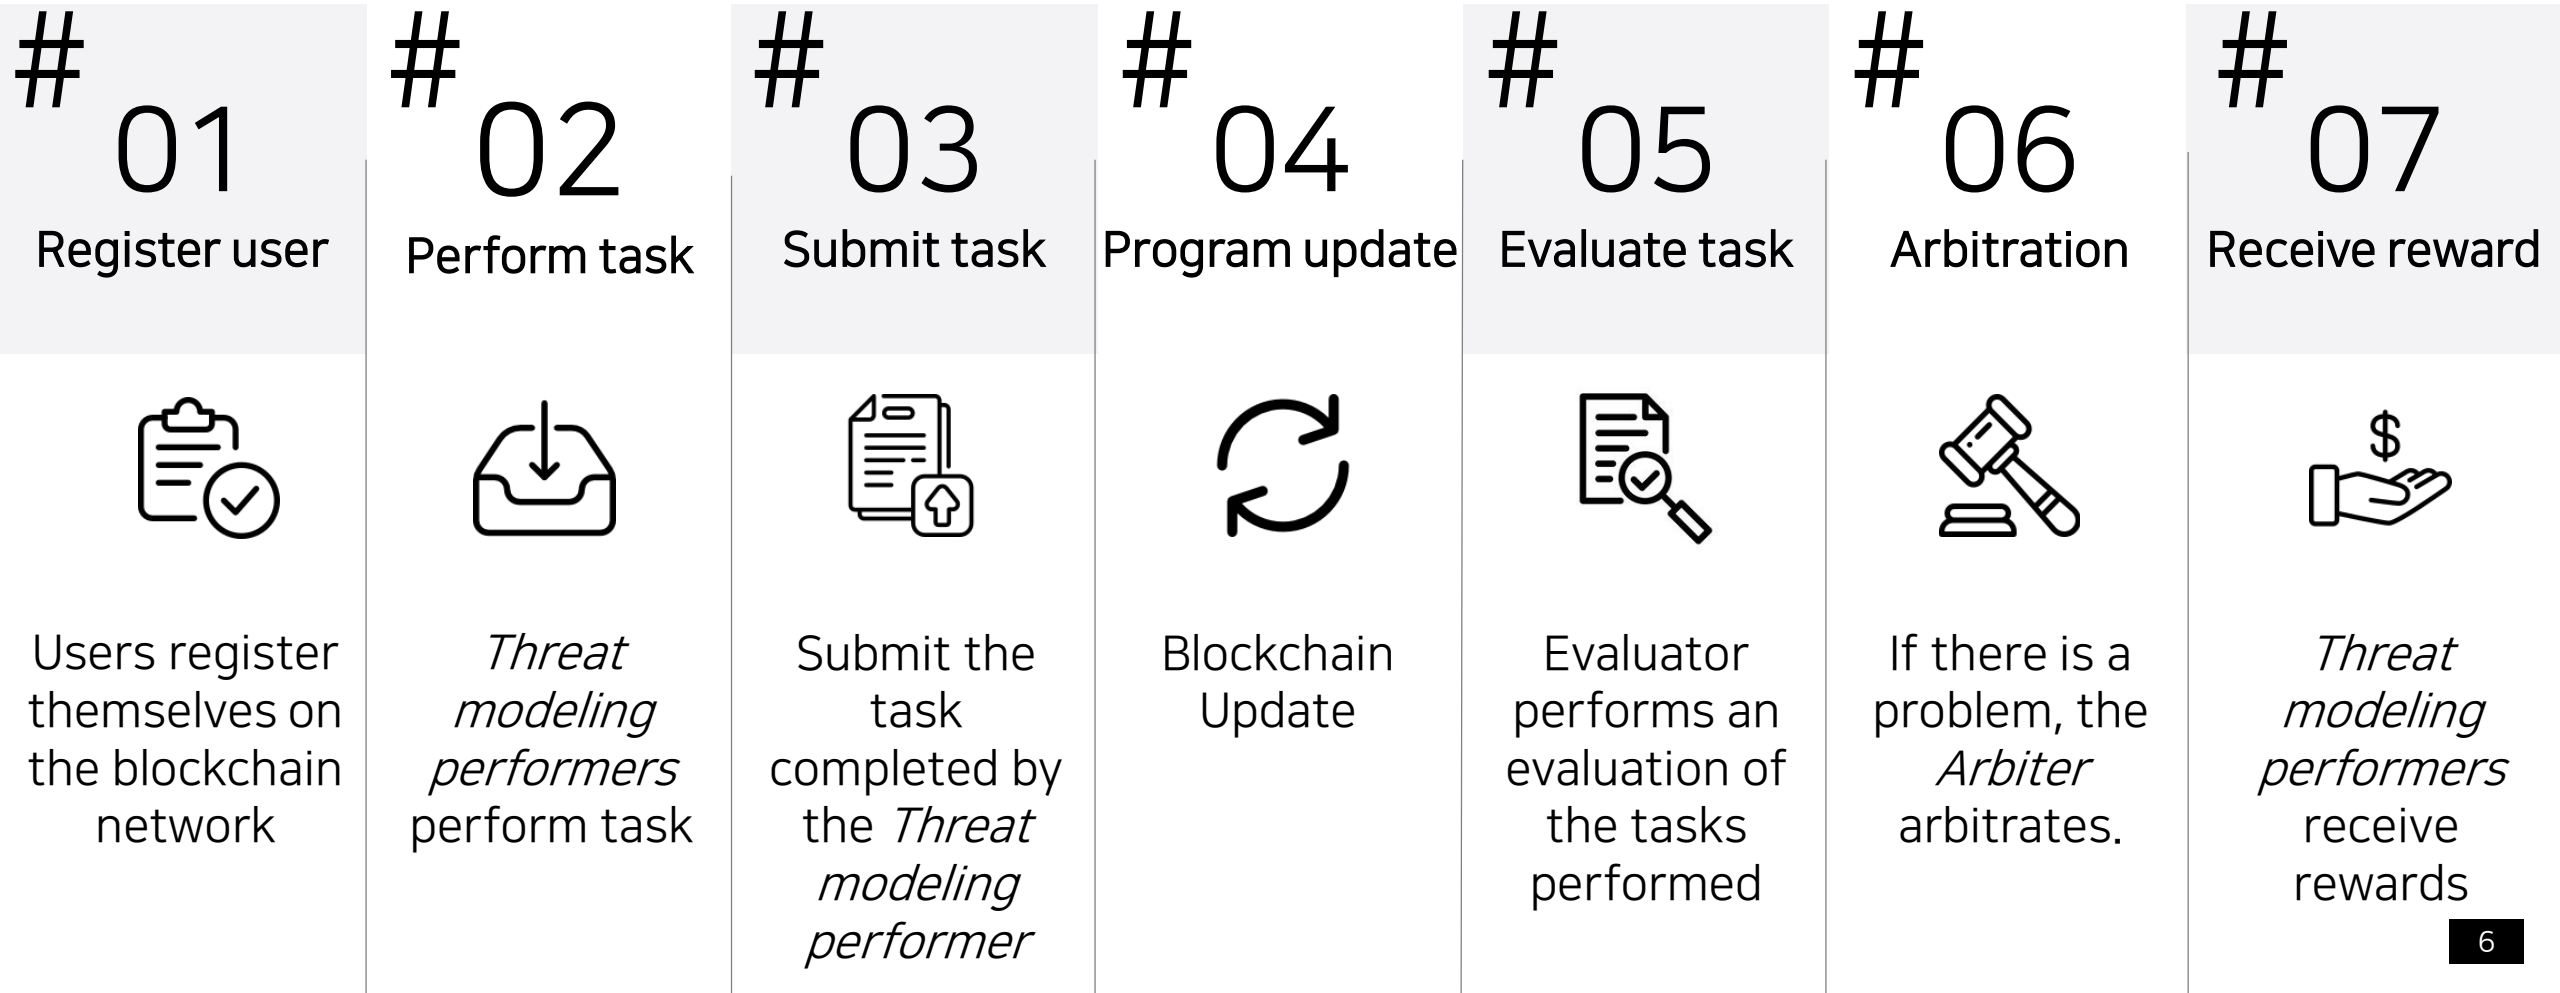 #
01
Register user
Users register
themselves on
the blockchain
network
#
02
Perform task
Threat
modeling
performers
perform task
#
03
Submit task
Submit the
task
completed by
the Threat
modeling
performer
#
04
Program update
Blockchain
Update
#
05
Evaluate task
Evaluator
performs an
evaluation of
the tasks
performed
#
06
Arbitration
If there is a
problem, the
Arbiter
arbitrates.
#
07
Receive reward
$
Threat
modeling
performers
receive
rewards
6